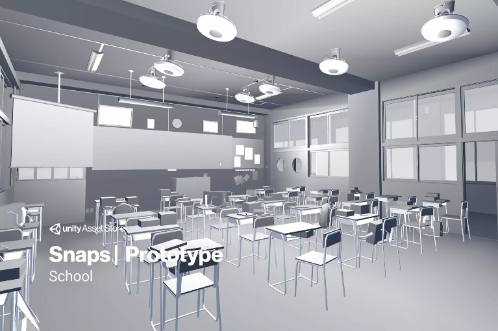 unity Asset Store
Snaps | Prototype
School